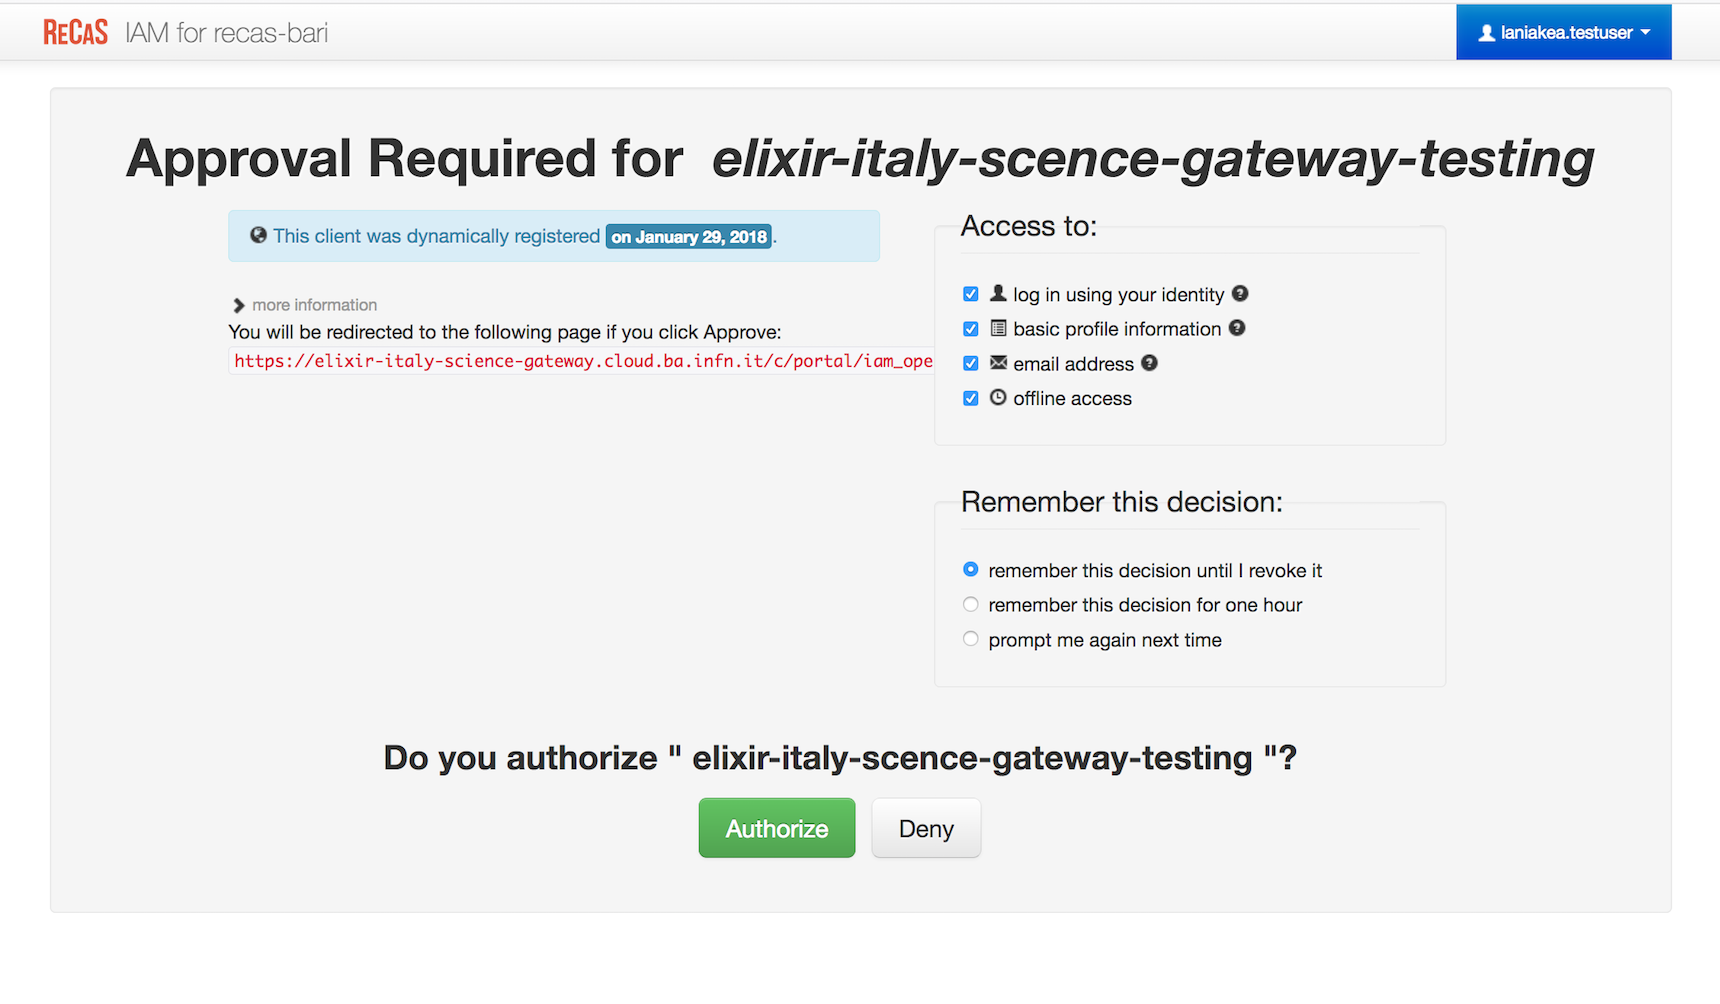 ReCaS IAM for recas-bari
laniakea.testuser
Approval Required for elixir-italy-scence-gateway-testing
This client was dynamically registered on January 29, 2018.
more information
You will be redirected to the following page if you click Approve:
https://elixir-italy-science-gateway.cloud.ba.infn.it/c/portal/iam_ope
Access to:
log in using your identity
basic profile information
email address
offline access
Remember this decision:
remember this decision until I revoke it
remember this decision for one hour
prompt me again next time
Do you authorize " elixir-italy-scence-gateway-testing "?
Authorize
Deny